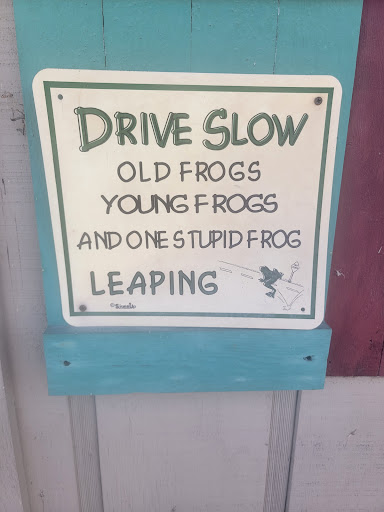 DRIVE SLOW
OLD FROGS
YOUNG FROGS
AND ONE STUPID FROG
LEAPING